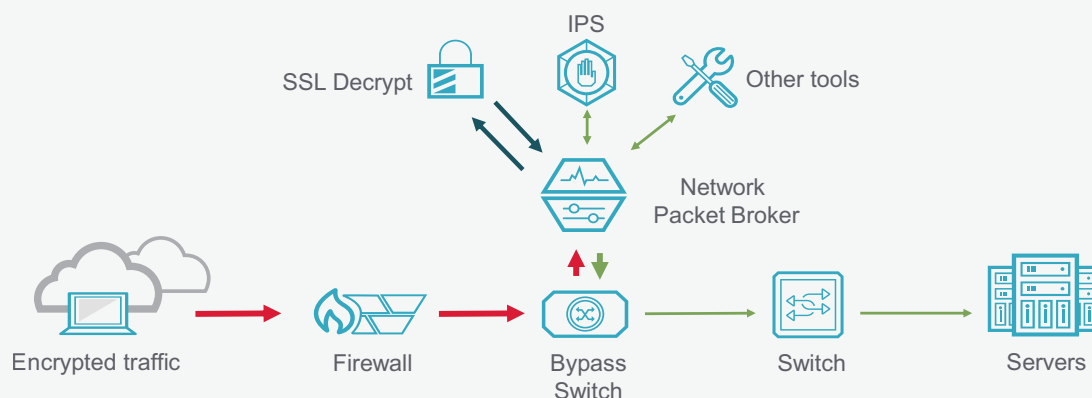 IPS
SSL Decrypt
Other tools
Network
Packet Broker
Encrypted traffic
Firewall
Bypass
Switch
Switch
Servers